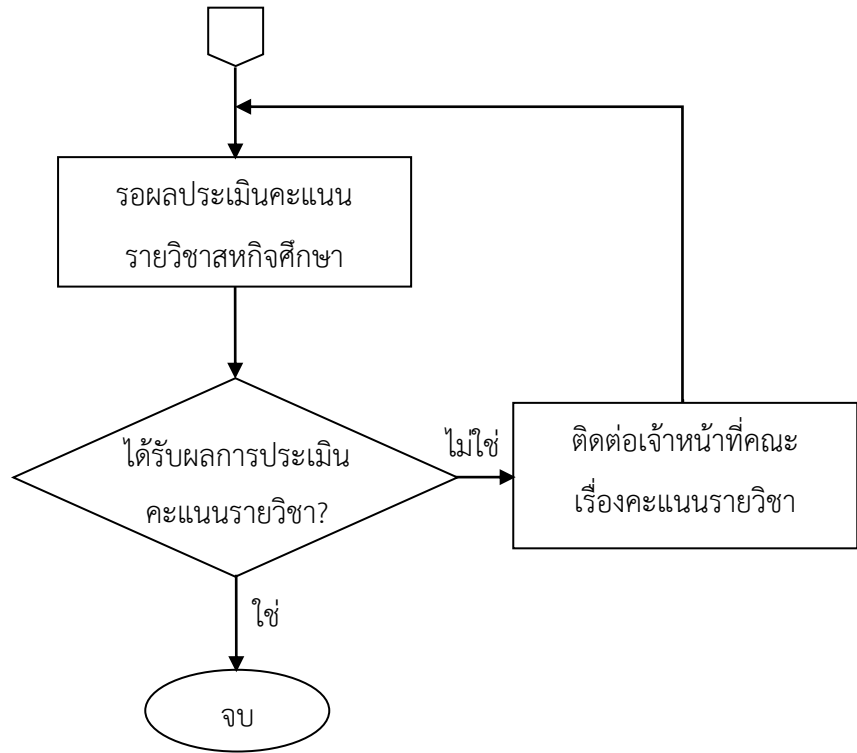 รอผลประเมินคะแนน
รายวิชาสหกิจศึกษา
ได้รับผลการประเมิน
คะแนนรายวิชา?
ไม่ใช่
ติดต่อเจ้าหน้าที่คณะ
เรื่องคะแนนรายวิชา
ใช่
จบ